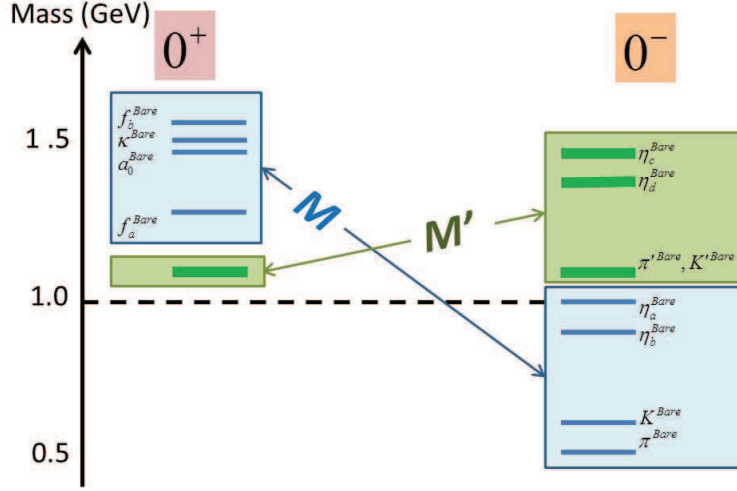 Mass (GeV)
0⁺
0⁻
1.5
1.0
0.5
f_b^Bare
κ^Bare
a_0^Bare
f_a^Bare
M
M'
η_c^Bare
η_d^Bare
π'^Bare, K'^Bare
η_a^Bare
η_b^Bare
K^Bare
π^Bare